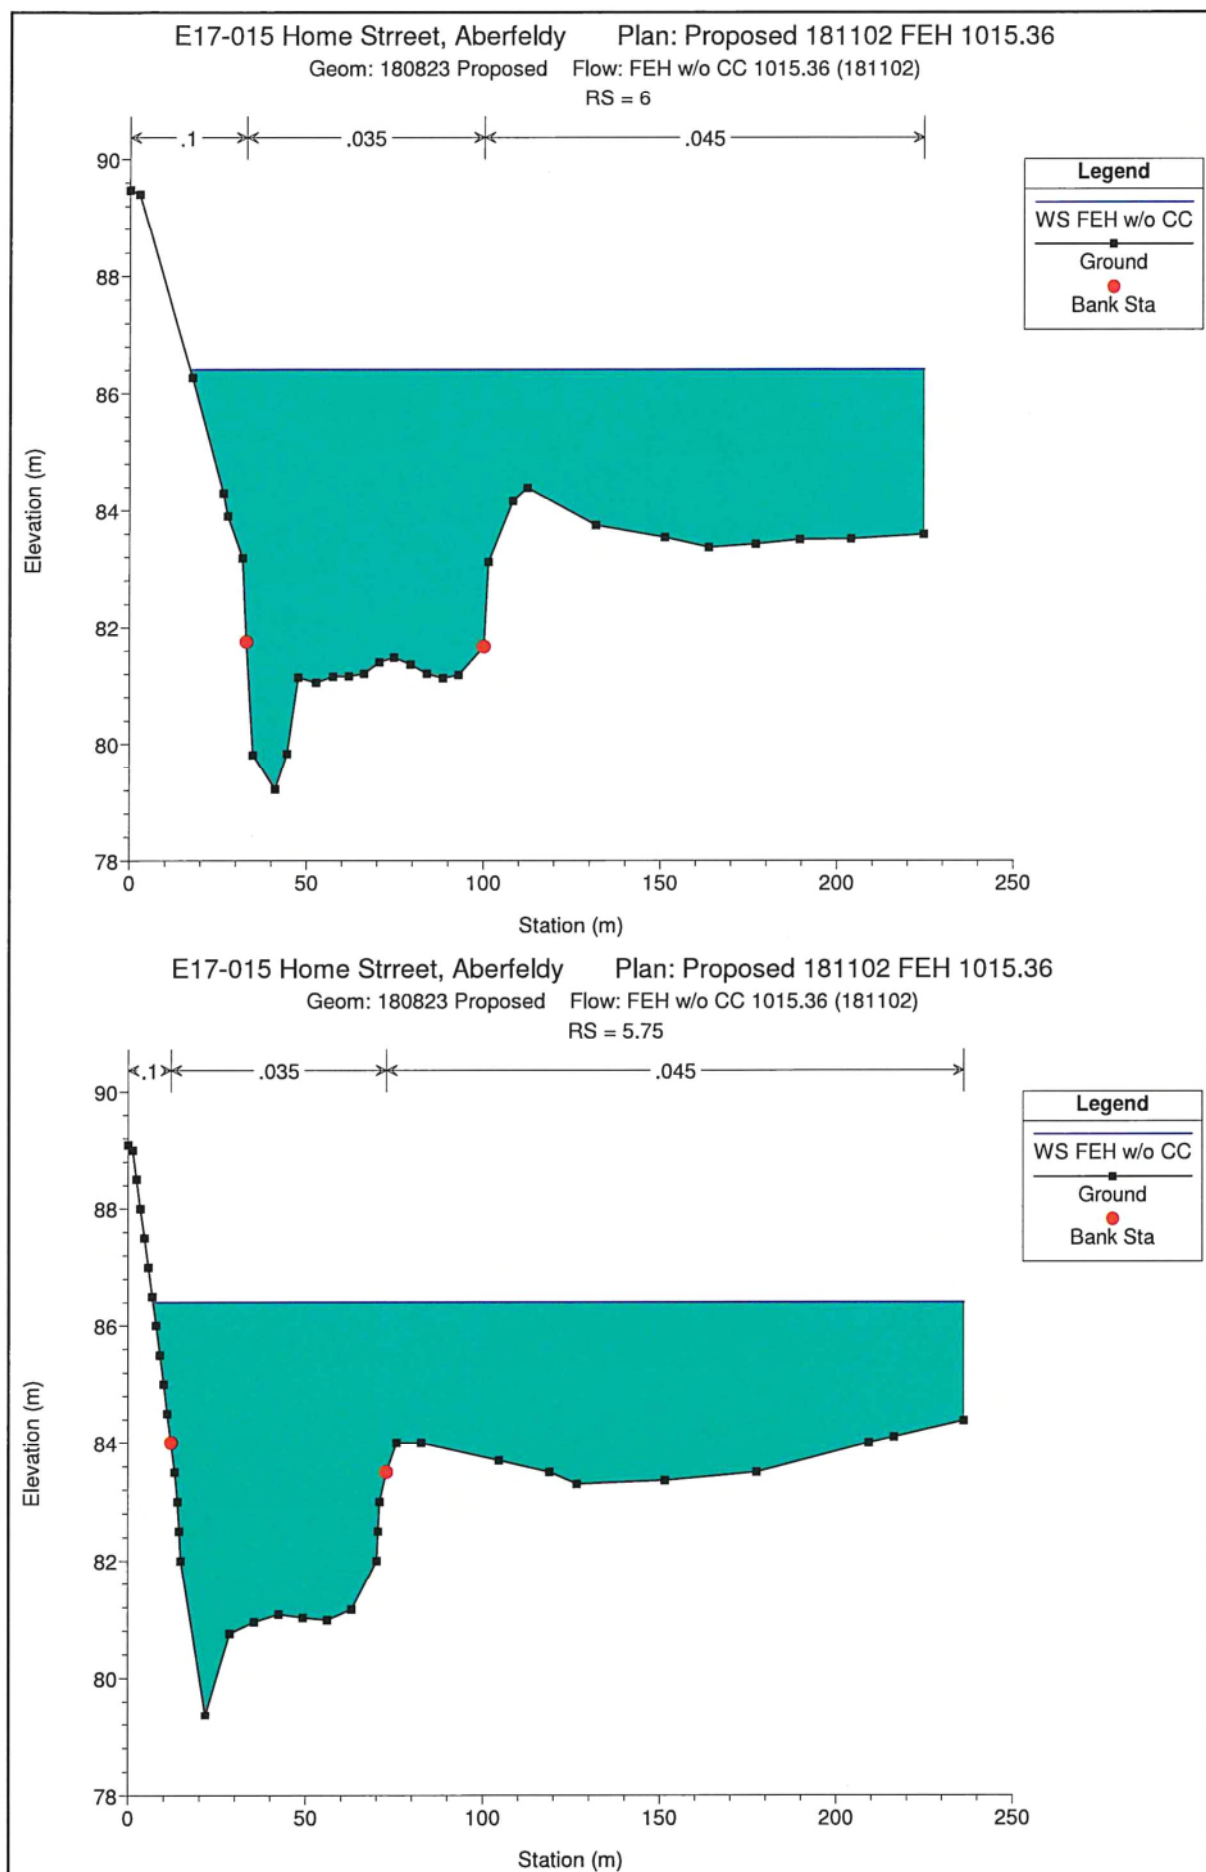 E17-015 Home Strreet, Aberfeldy Plan: Proposed 181102 FEH 1015.36
Geom: 180823 Proposed Flow: FEH w/o CC 1015.36 (181102)
RS = 6
.1 .035 .045
Legend
WS FEH w/o CC
Ground
Bank Sta
90
88
86
84
82
80
78
Elevation (m)
0 50 100 150 200 250
Station (m)
E17-015 Home Strreet, Aberfeldy Plan: Proposed 181102 FEH 1015.36
Geom: 180823 Proposed Flow: FEH w/o CC 1015.36 (181102)
RS = 5.75
.1 .035 .045
Legend
WS FEH w/o CC
Ground
Bank Sta
90
88
86
84
82
80
78
Elevation (m)
0 50 100 150 200 250
Station (m)